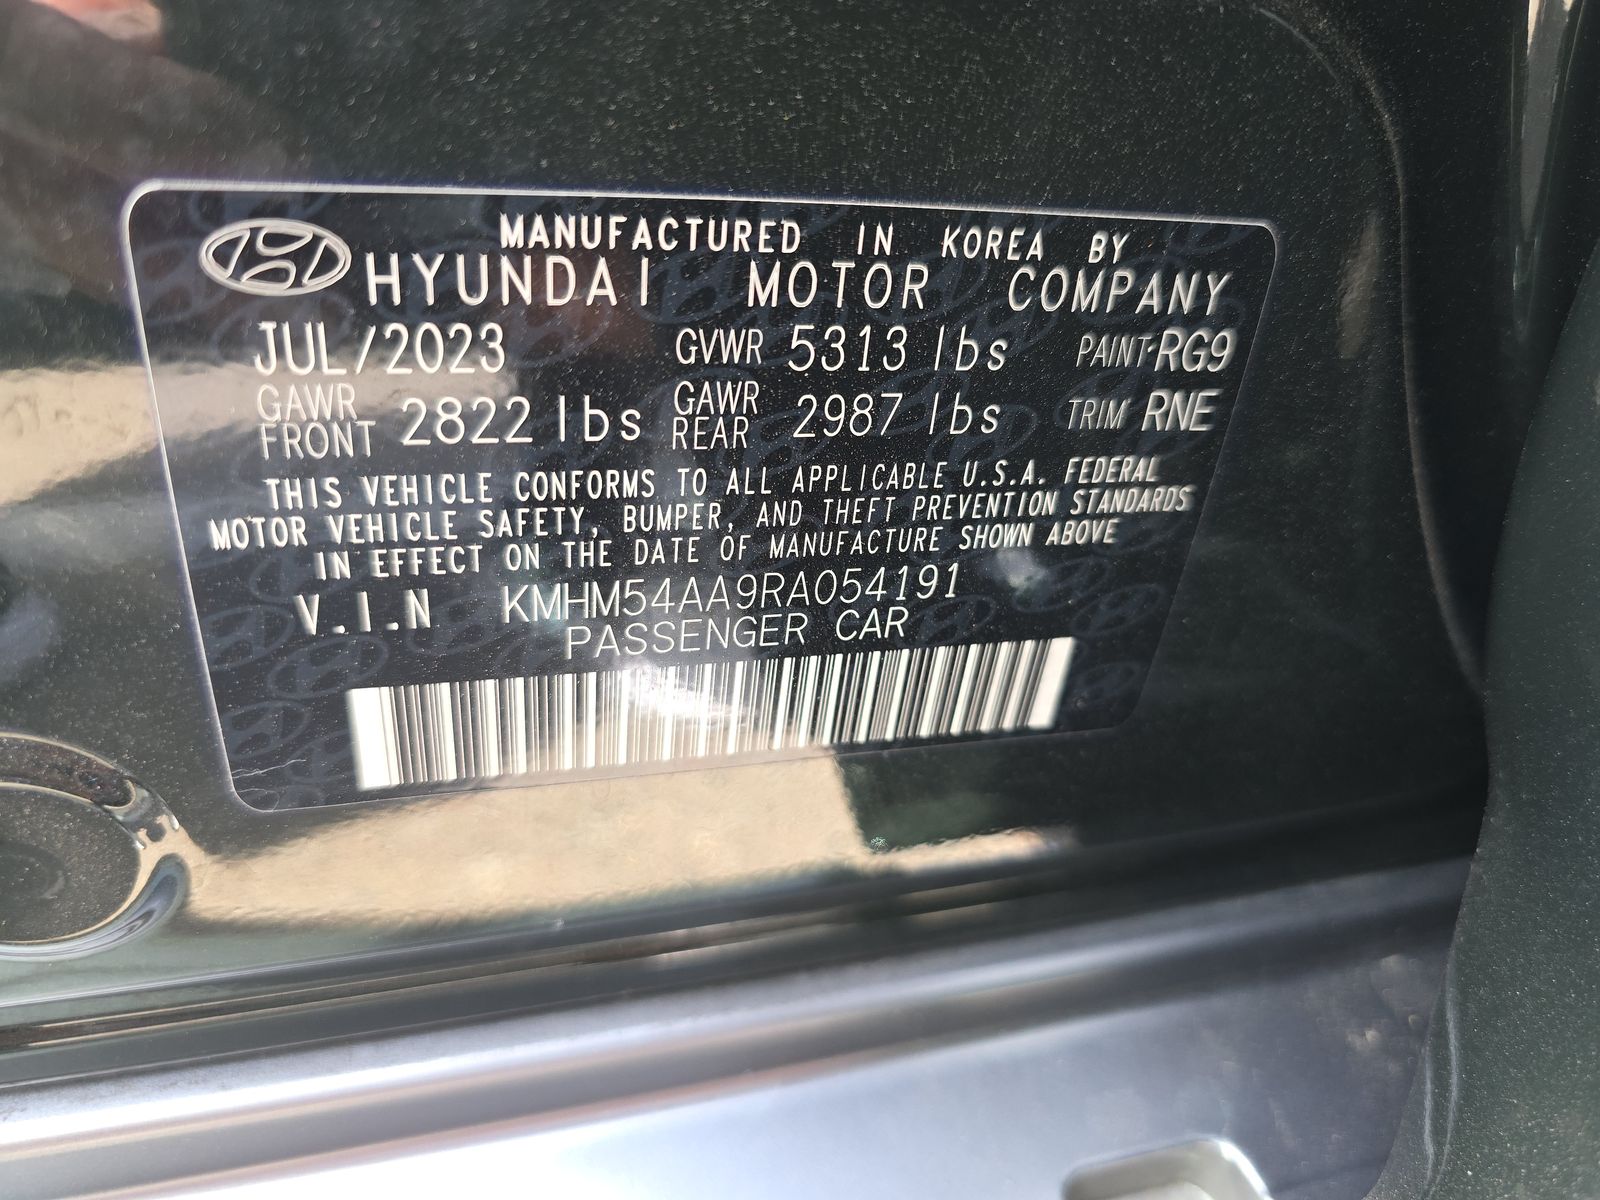 MANUFACTURED IN KOREA BY
HYUNDAI MOTOR COMPANY
JUL/2023 GVWR 5313 lbs PAINT RG9
GAWR FRONT 2822 lbs GAWR REAR 2987 lbs TRIM RNE
THIS VEHICLE CONFORMS TO ALL APPLICABLE U.S.A. FEDERAL
MOTOR VEHICLE SAFETY, BUMPER, AND THEFT PREVENTION STANDARDS
IN EFFECT ON THE DATE OF MANUFACTURE SHOWN ABOVE
V.I.N KMHM54AA9RA054191
PASSENGER CAR